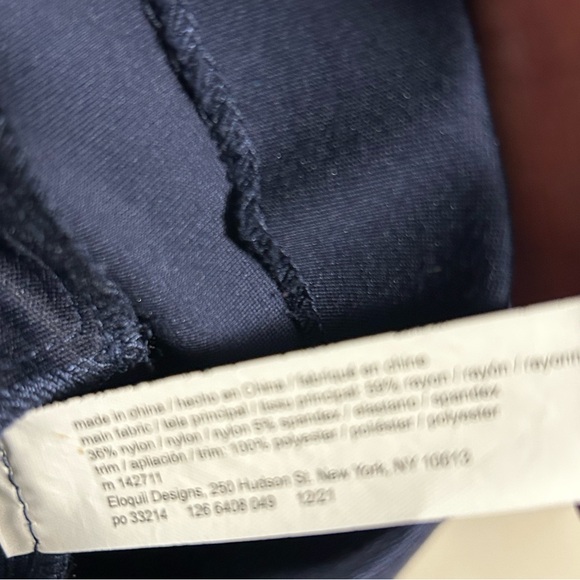 made in china / hecho en China / fabriqué en chine
main fabric / tela principal / tissu principal: 59% rayon / rayón / rayonne
36% nylon / nylon / nylon 5% spandex / elastano / spandex
trim / apliación / trim: 100% polyester / poliéster / polyester
m 142711
Eloquii Designs, 250 Hudson St. New York, NY 10013
po 33214 126 6408 049 12/21